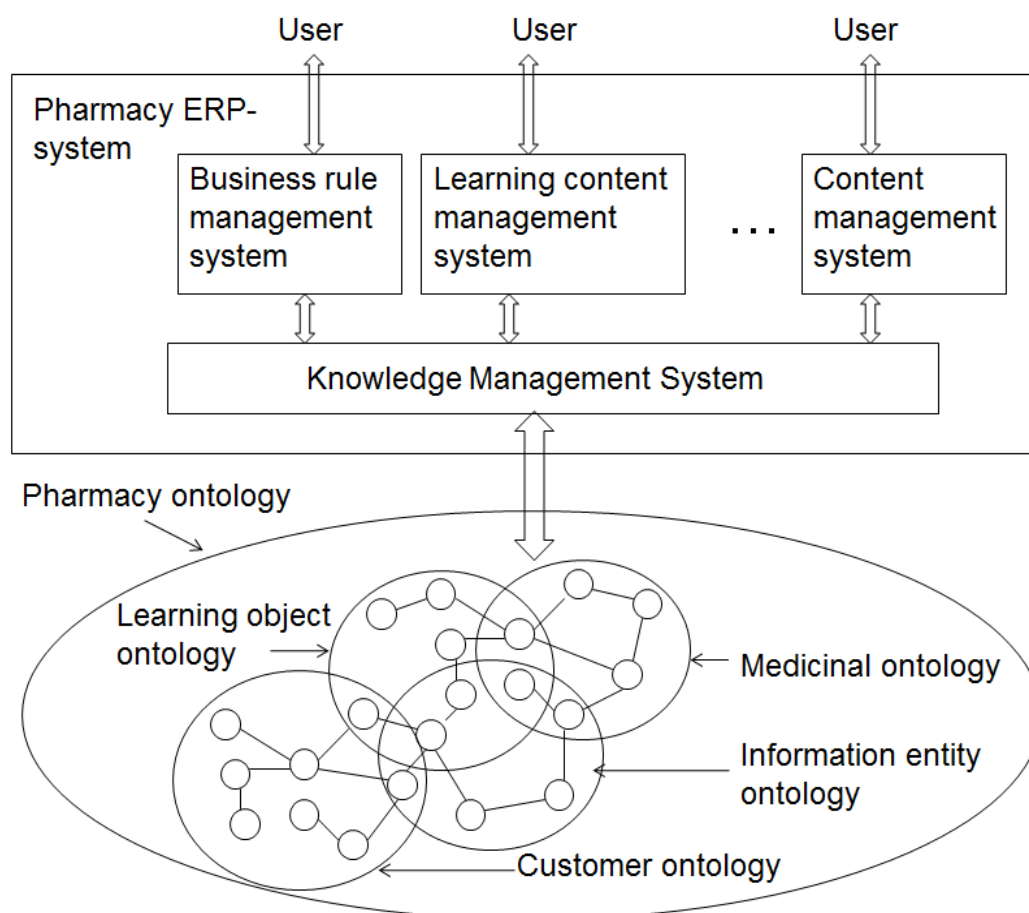 User
User
User
Pharmacy ERP-
system
Business rule
management
system
Learning content
management
system
...
Content
management
system
Knowledge Management System
Pharmacy ontology
Learning object
ontology
Medicinal ontology
Information entity
ontology
Customer ontology